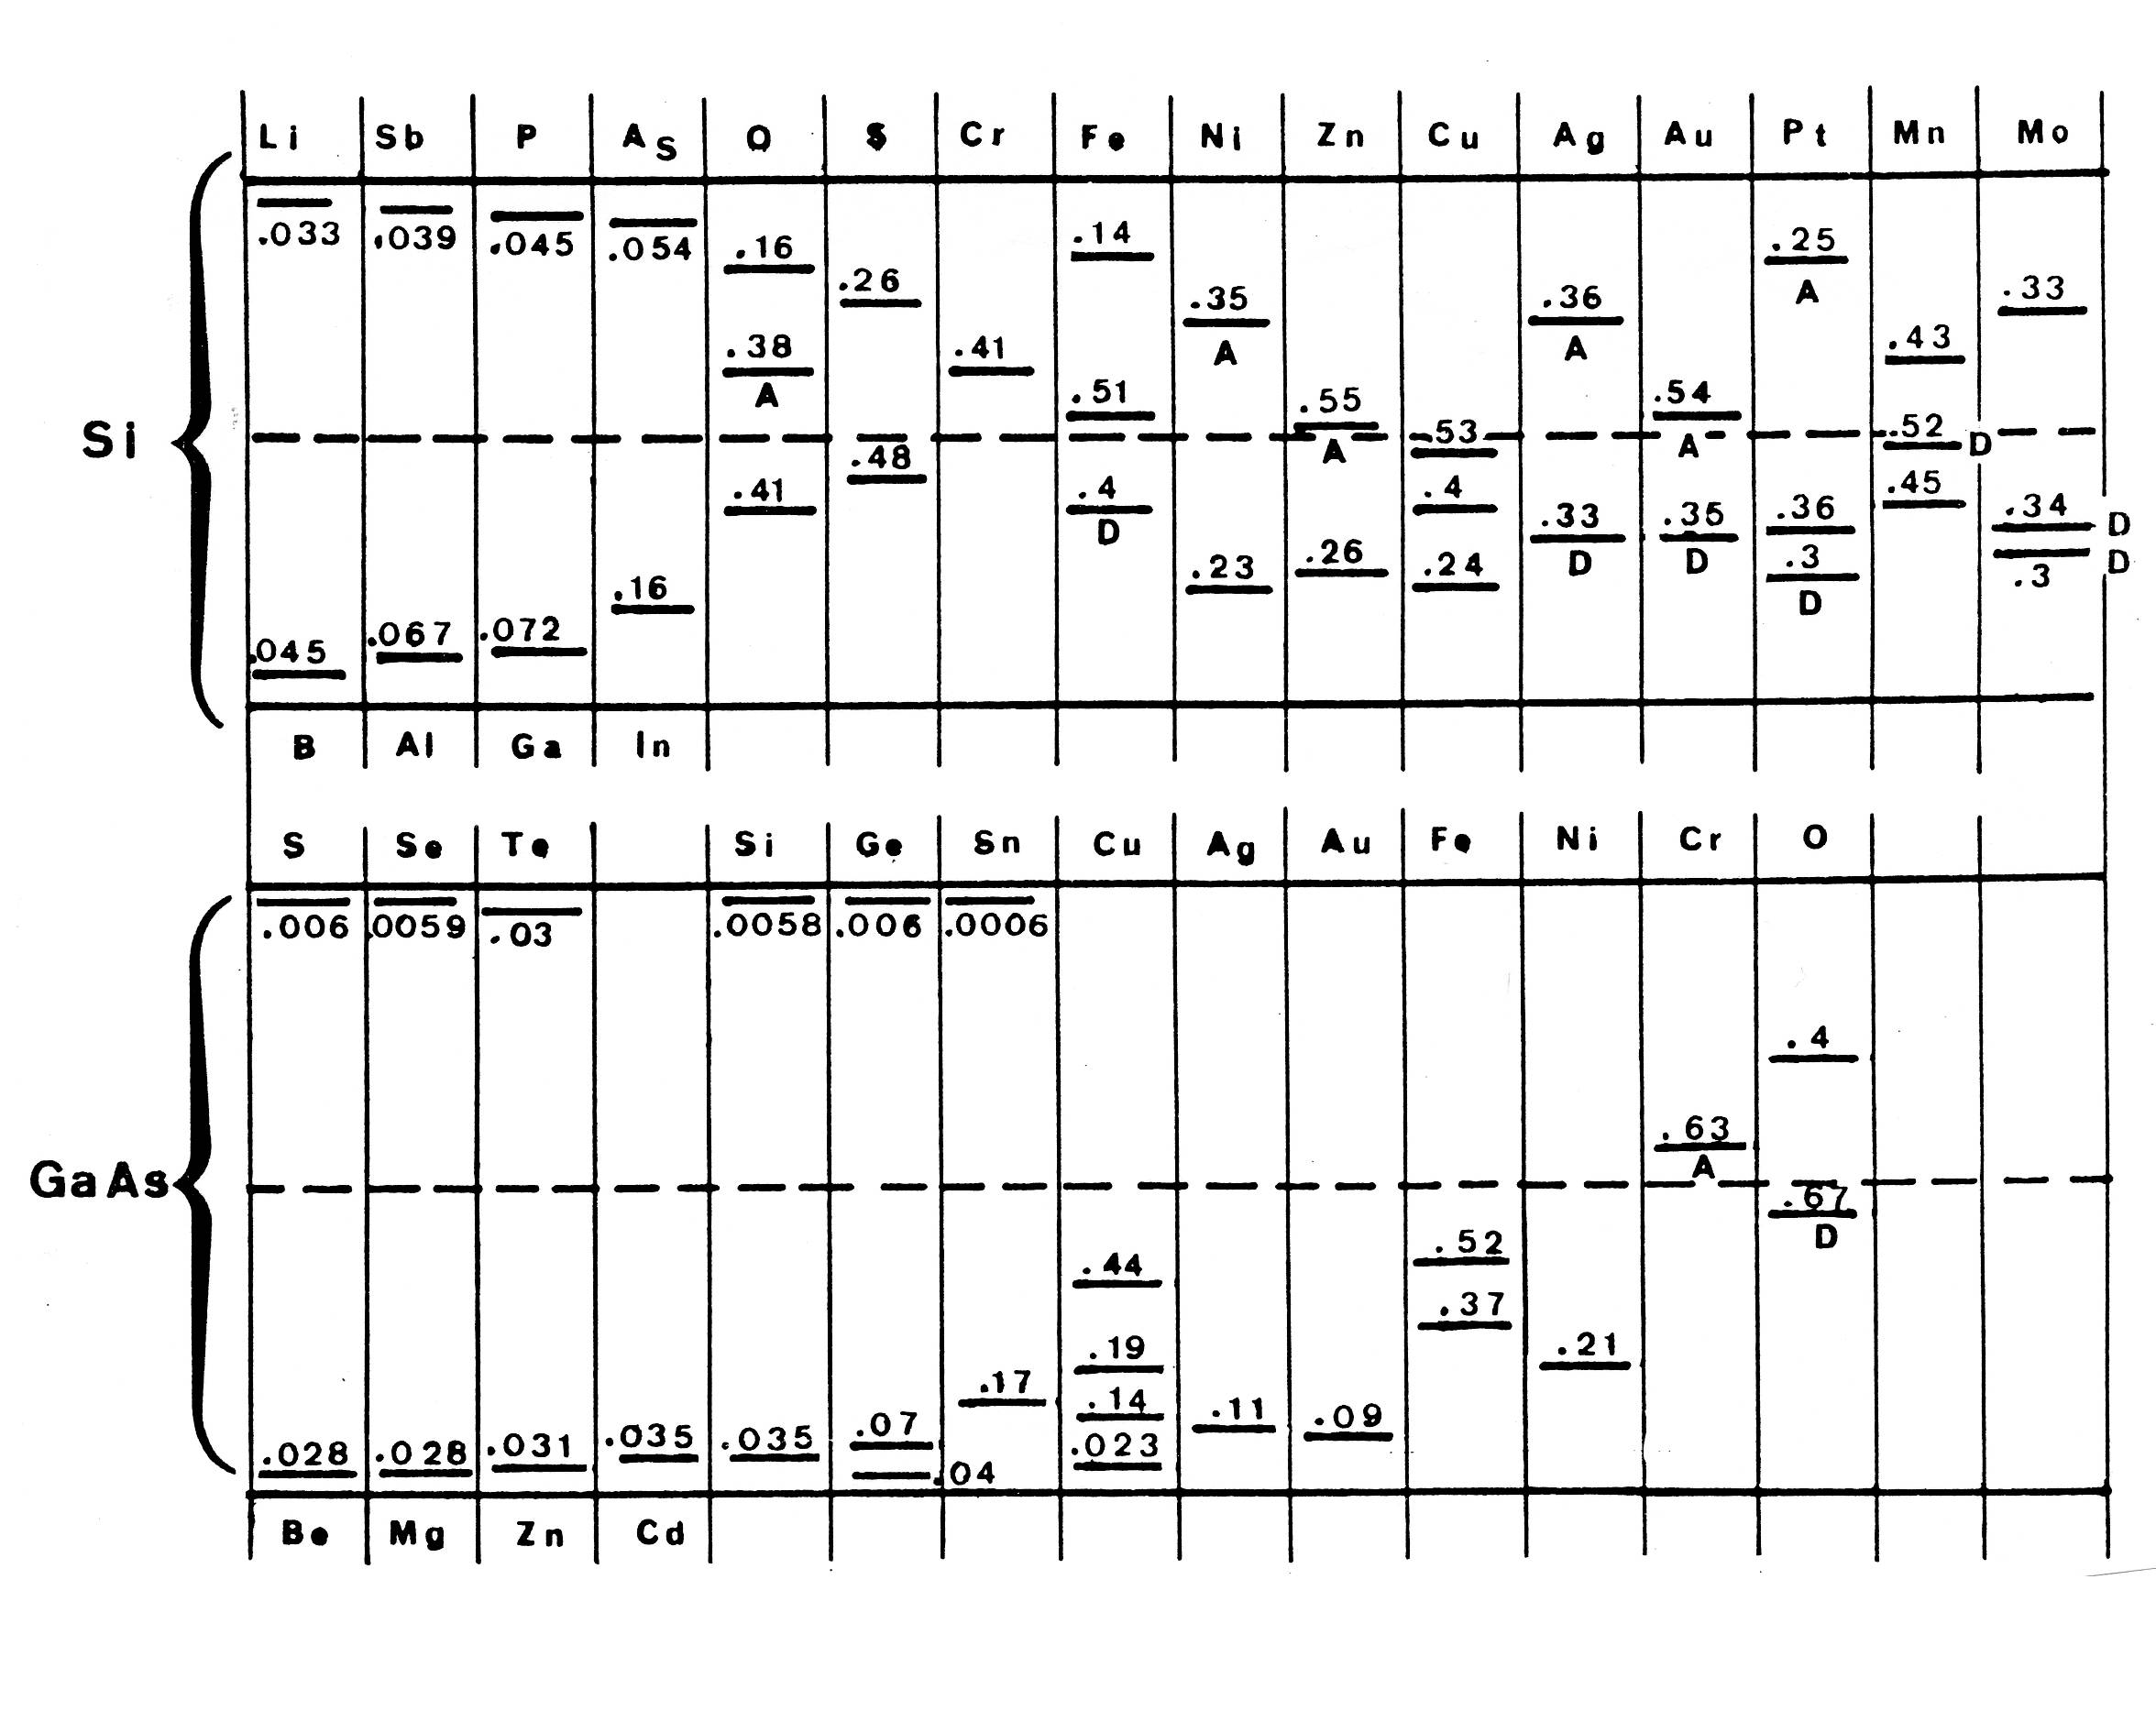 Li Sb P As O S Cr Fe Ni Zn Cu Ag Au Pt Mn Mo
.033 .039 .045 .054 .16 .26 .14 .35 .36 .25 .33
A A A
.38 .41 .51 .55 .54 .43
A A A
Si
.53 .52 D
.41 .48 .4 .4 .33 .35 .36 .45 .34 D
D D D
.16 .23 .26 .24 .3 .3 D
D
.045 .067 .072
B Al Ga In
S Se Te Si Ge Sn Cu Ag Au Fe Ni Cr O
.006 0059 .03 .0058 .006 .0006
.4
.63
A
GaAs
.67
D
.44 .52
.37
.19 .21
.17 .14 .11 .09
.028 .028 .031 .035 .035 .07 .023
.04
Be Mg Zn Cd